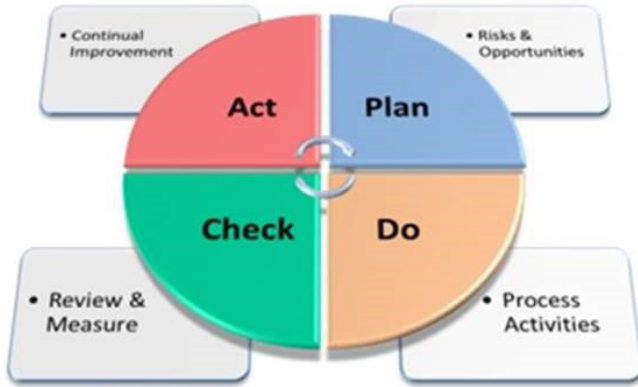 • Continual
Improvement
• Risks &
Opportunities
Act
Plan
Check
Do
• Review &
Measure
• Process
Activities